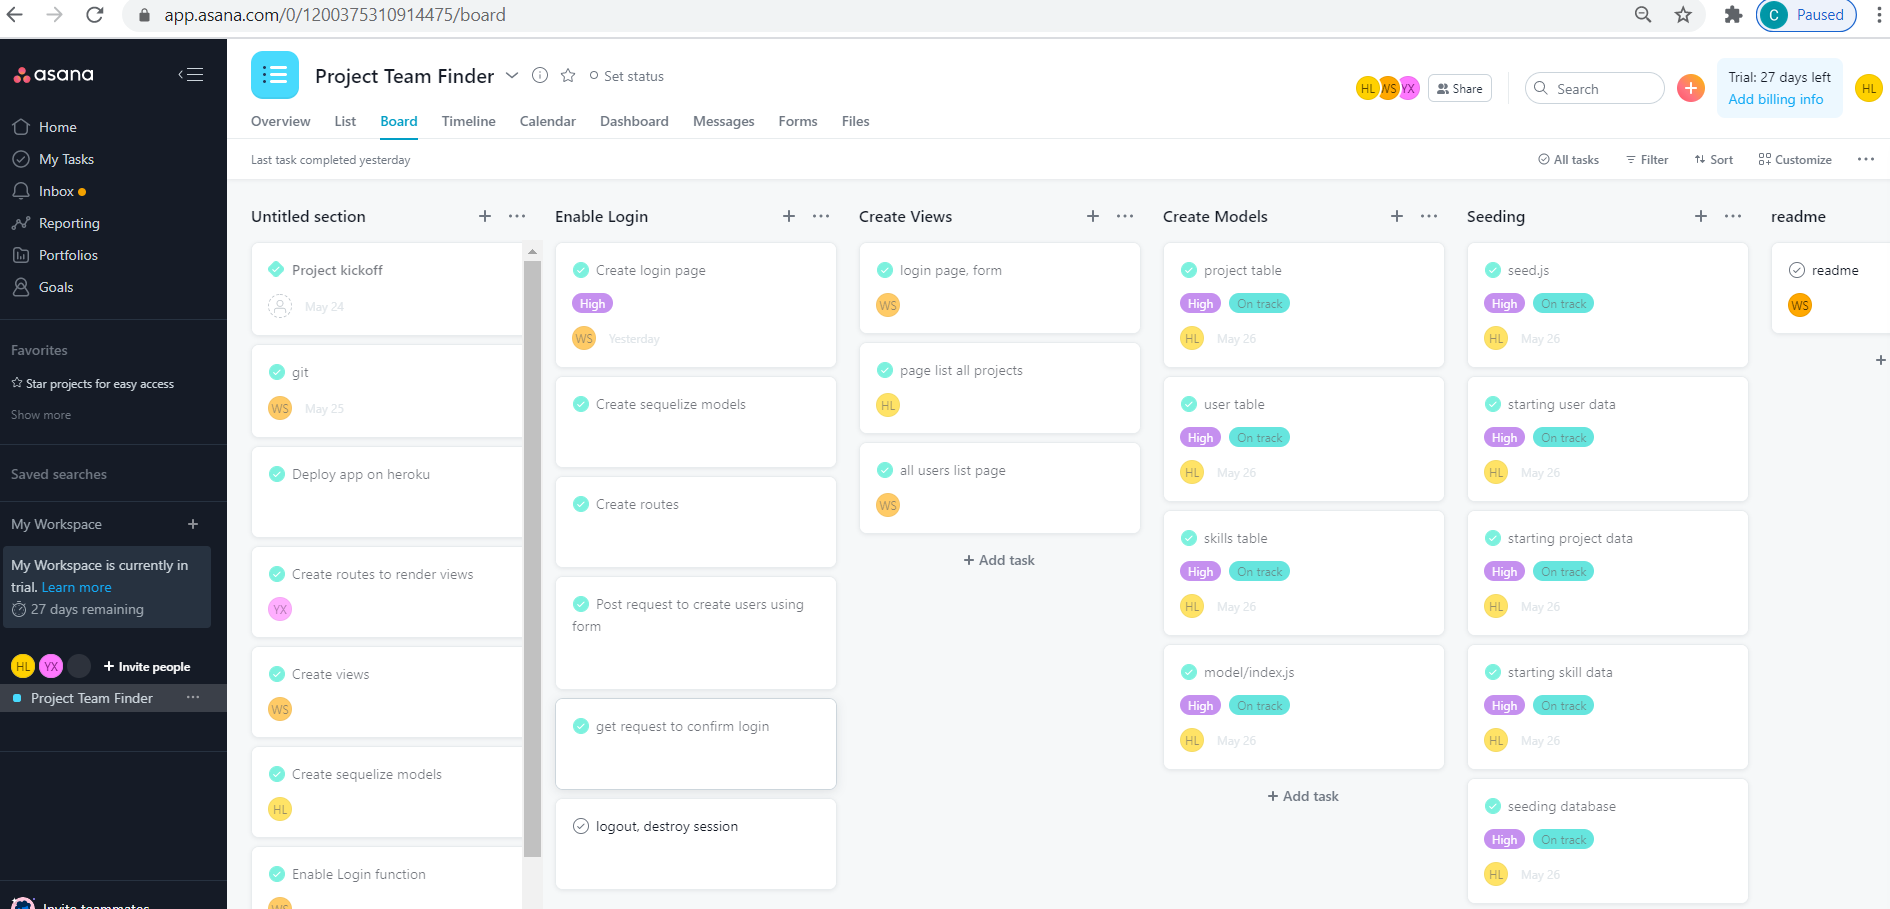 app.asana.com/0/1200375310914475/board
C Paused
asana
Home
My Tasks
Inbox
Reporting
Portfolios
Goals
Favorites
Star projects for easy access
Show more
Saved searches
My Workspace
My Workspace is currently in
trial. Learn more
27 days remaining
HL YX + Invite people
Project Team Finder
Invite teammates
Project Team Finder
Set status
HL WS YX
Share
Search
Trial: 27 days left
Add billing info
HL
Overview List Board Timeline Calendar Dashboard Messages Forms Files
Last task completed yesterday
All tasks Filter Sort Customize
Untitled section
Project kickoff
May 24
git
WS May 25
Deploy app on heroku
Create routes to render views
YX
Create views
WS
Create sequelize models
HL
Enable Login function
WS
Enable Login
Create login page
High
WS Yesterday
Create sequelize models
Create routes
Post request to create users using
form
get request to confirm login
logout, destroy session
Create Views
login page, form
WS
page list all projects
HL
all users list page
WS
+ Add task
Create Models
project table
High On track
HL May 26
user table
High On track
HL May 26
skills table
High On track
HL May 26
model/index.js
High On track
HL May 26
+ Add task
Seeding
seed.js
High On track
HL May 26
starting user data
High On track
HL May 26
starting project data
High On track
HL May 26
starting skill data
High On track
HL May 26
seeding database
High On track
HL May 26
readme
readme
WS